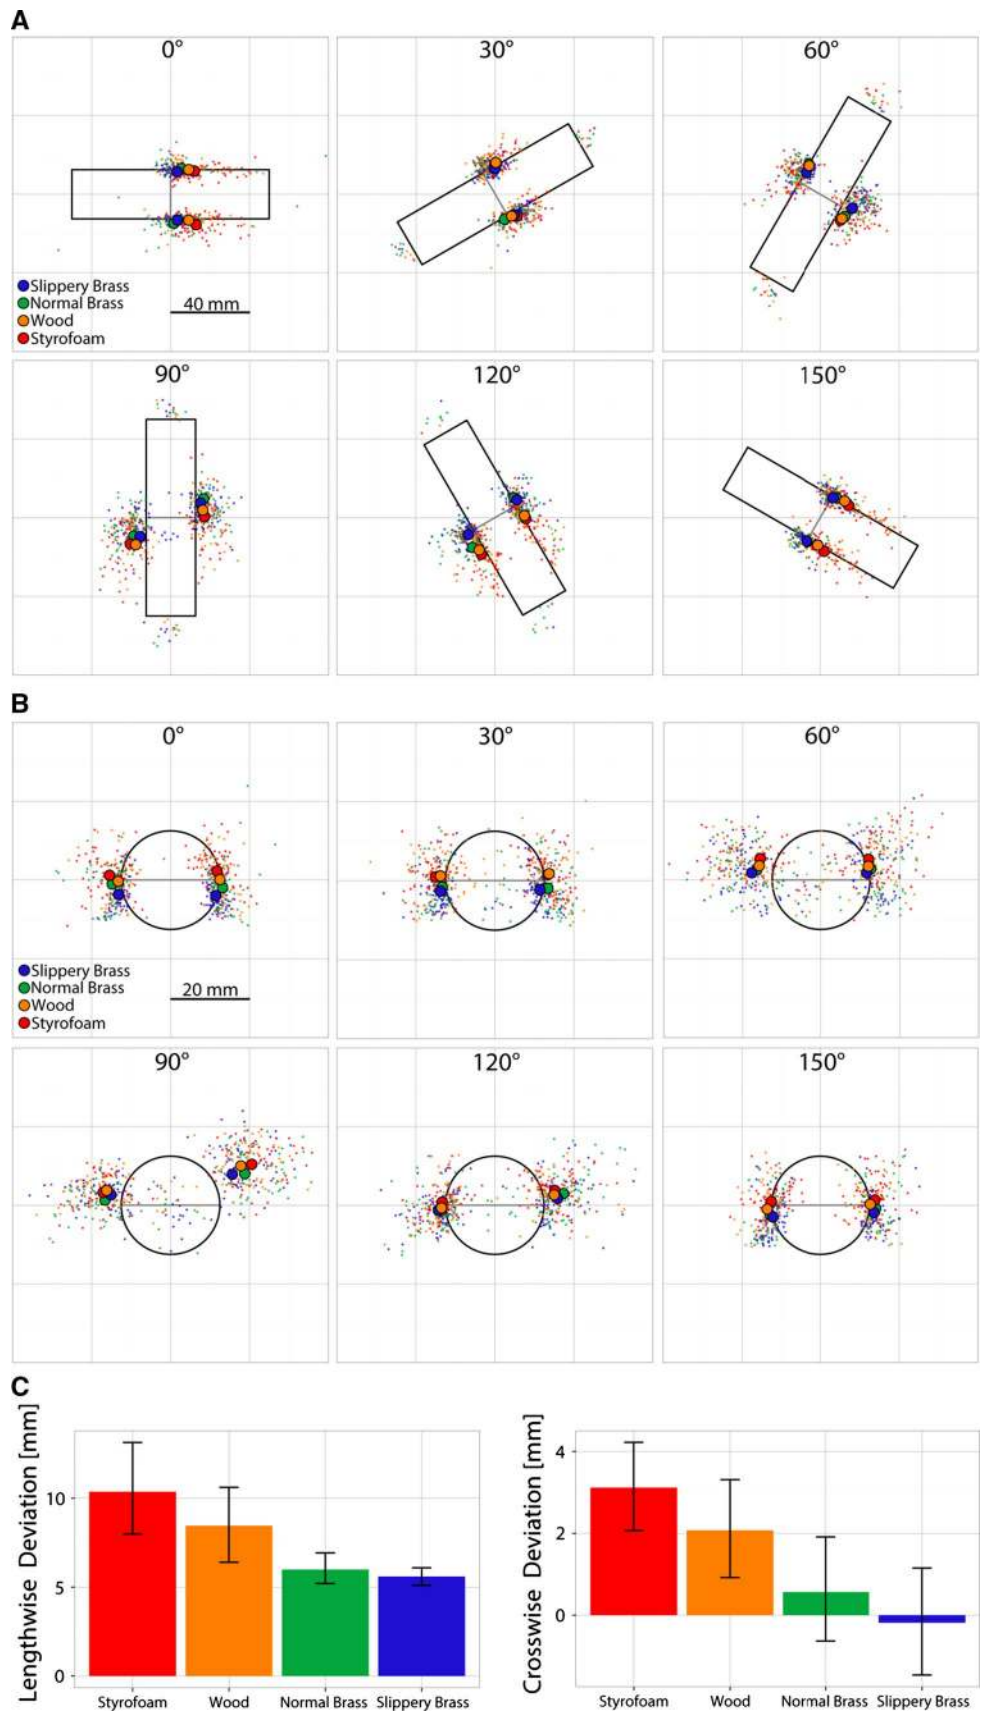 A
0°
30°
60°
Slippery Brass
Normal Brass
Wood
Styrofoam
40 mm
90°
120°
150°
B
0°
30°
60°
Slippery Brass
Normal Brass
Wood
Styrofoam
20 mm
90°
120°
150°
C
Lengthwise Deviation [mm]
10
5
0
Styrofoam
Wood
Normal Brass
Slippery Brass
Crosswise Deviation [mm]
4
2
0
Styrofoam
Wood
Normal Brass
Slippery Brass